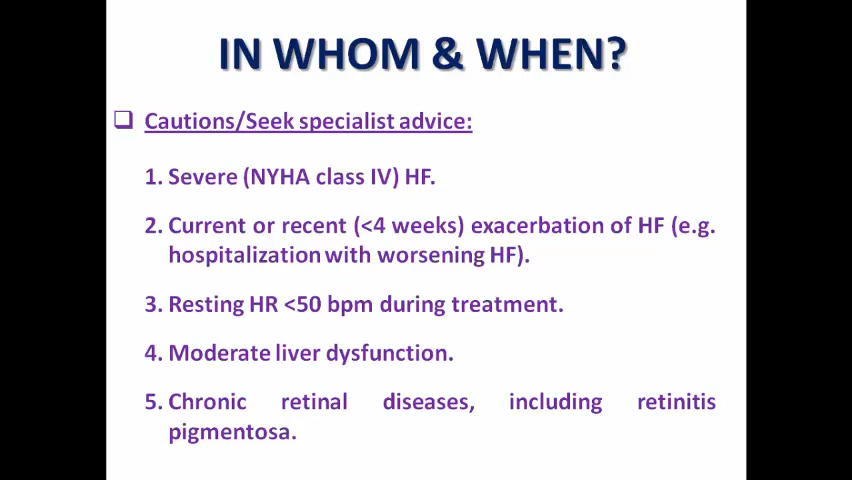 IN WHOM & WHEN?
❑ Cautions/Seek specialist advice:
1. Severe (NYHA class IV) HF.
2. Current or recent (<4 weeks) exacerbation of HF (e.g.
hospitalization with worsening HF).
3. Resting HR <50 bpm during treatment.
4. Moderate liver dysfunction.
5. Chronic retinal diseases, including retinitis
pigmentosa.